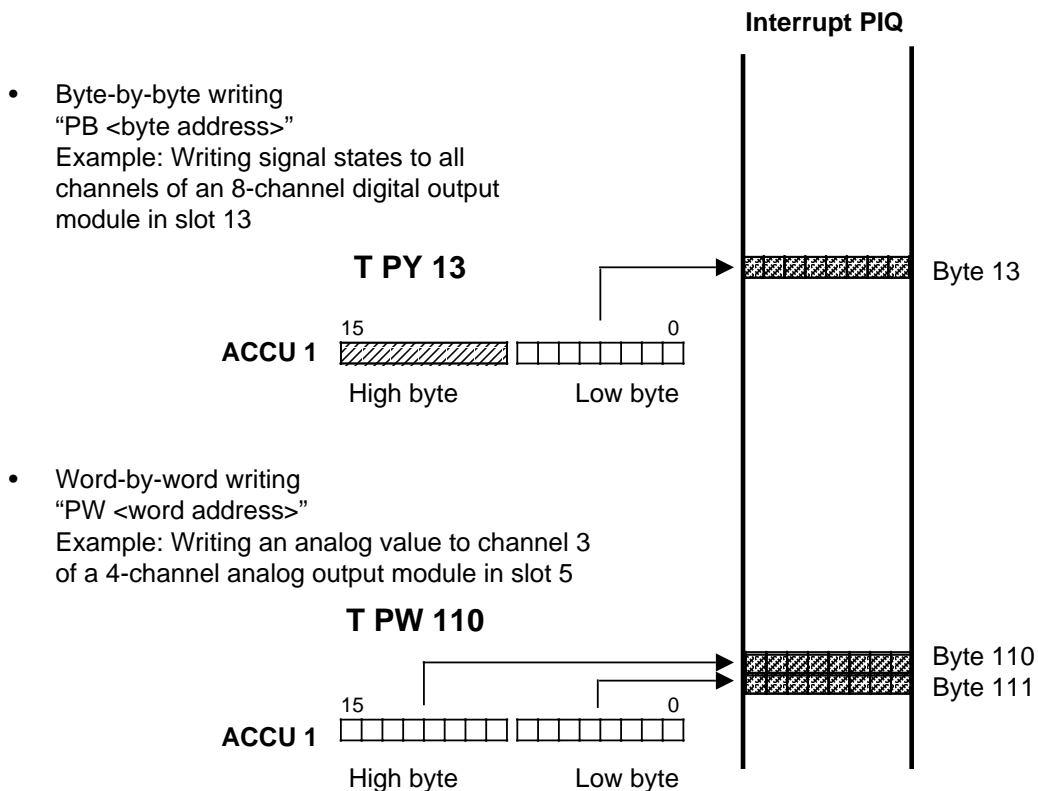 Interrupt PIQ
• Byte-by-byte writing
“PB <byte address>”
Example: Writing signal states to all
channels of an 8-channel digital output
module in slot 13
T PY 13
Byte 13
15 0
ACCU 1
High byte Low byte
• Word-by-word writing
“PW <word address>”
Example: Writing an analog value to channel 3
of a 4-channel analog output module in slot 5
T PW 110
Byte 110
Byte 111
15 0
ACCU 1
High byte Low byte